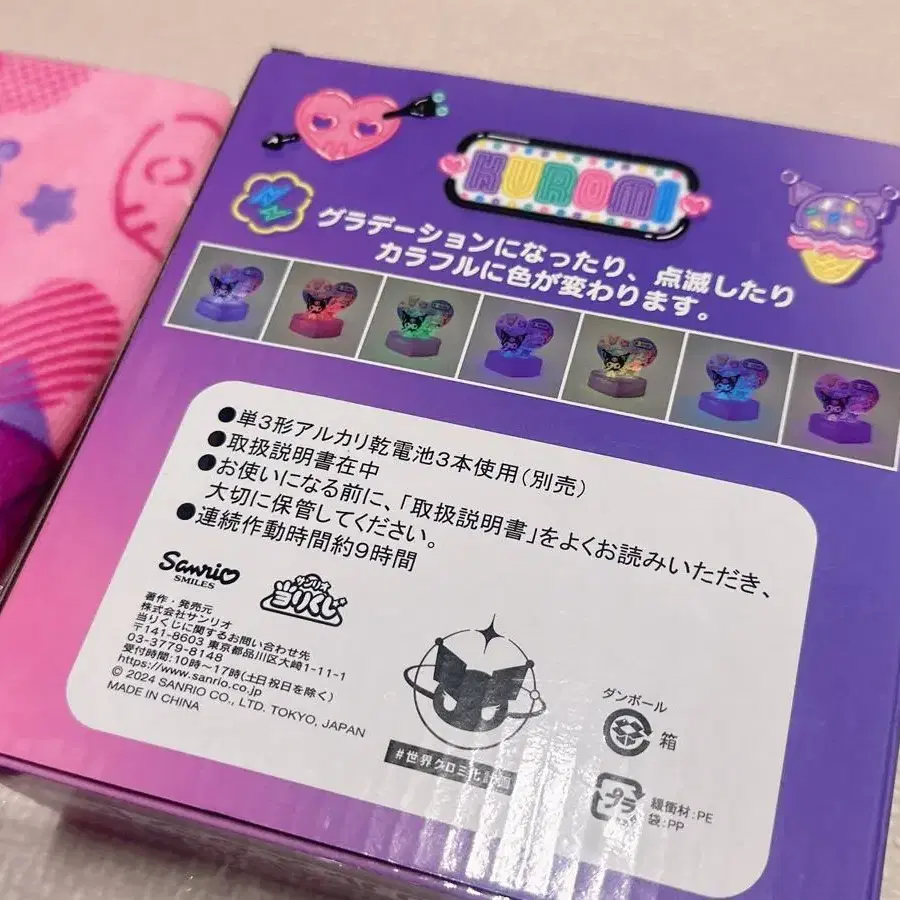 KUROMI
グラデーションになったり、点滅したり
カラフルに色が変わります。
●単3形アルカリ乾電池3本使用(別売)
●取扱説明書在中
●お使いになる前に、「取扱説明書」をよくお読みいただき、
大切に保管してください。
●連続作動時間約9時間
Sanrio
SMILES
サンリオ
当りくじ
著作・発売元
株式会社サンリオ
当りくじに関するお問い合わせ先
〒141-8603 東京都品川区大崎1-11-1
03-3779-8148
受付時間:10時～17時(土日祝日を除く)
https://www.sanrio.co.jp
© 2024 SANRIO CO., LTD. TOKYO, JAPAN
MADE IN CHINA
#世界クロミ化計画
ダンボール
箱
プラ
緩衝材:PE
袋:PP